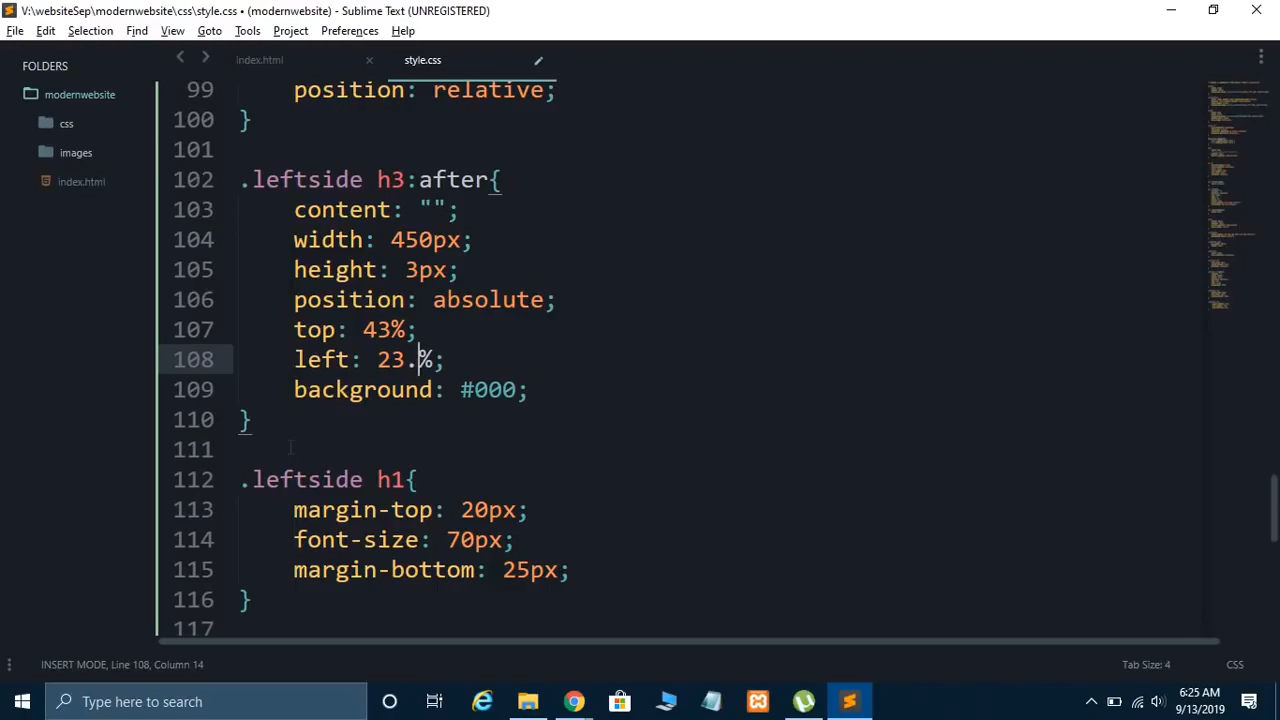 V:\websiteSep\modernwebsite\css\style.css • (modernwebsite) - Sublime Text (UNREGISTERED)
File Edit Selection Find View Goto Tools Project Preferences Help
FOLDERS
modernwebsite
css
images
index.html
index.html style.css
99 position: relative;
100 }
101
102 .leftside h3:after{
103 content: "";
104 width: 450px;
105 height: 3px;
106 position: absolute;
107 top: 43%;
108 left: 23.%;
109 background: #000;
110 }
111
112 .leftside h1{
113 margin-top: 20px;
114 font-size: 70px;
115 margin-bottom: 25px;
116 }
117
INSERT MODE, Line 108, Column 14 Tab Size: 4 CSS
Type here to search
6:25 AM
9/13/2019